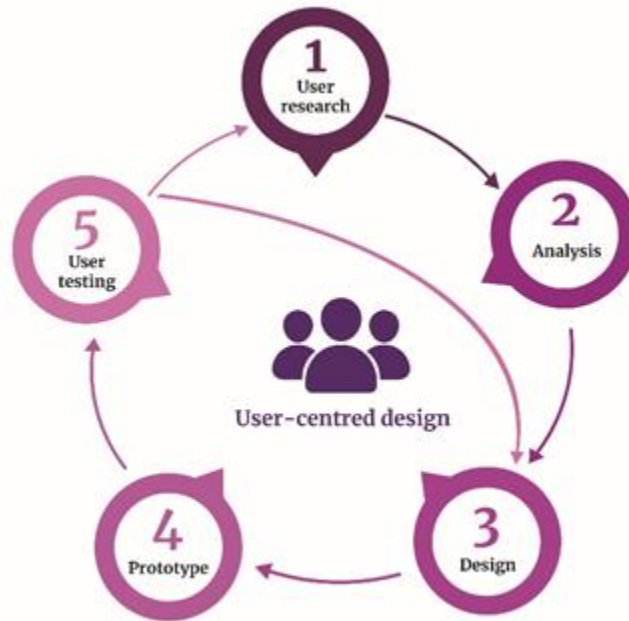 1
User
research
2
Analysis
3
Design
4
Prototype
5
User
testing
User-centred design